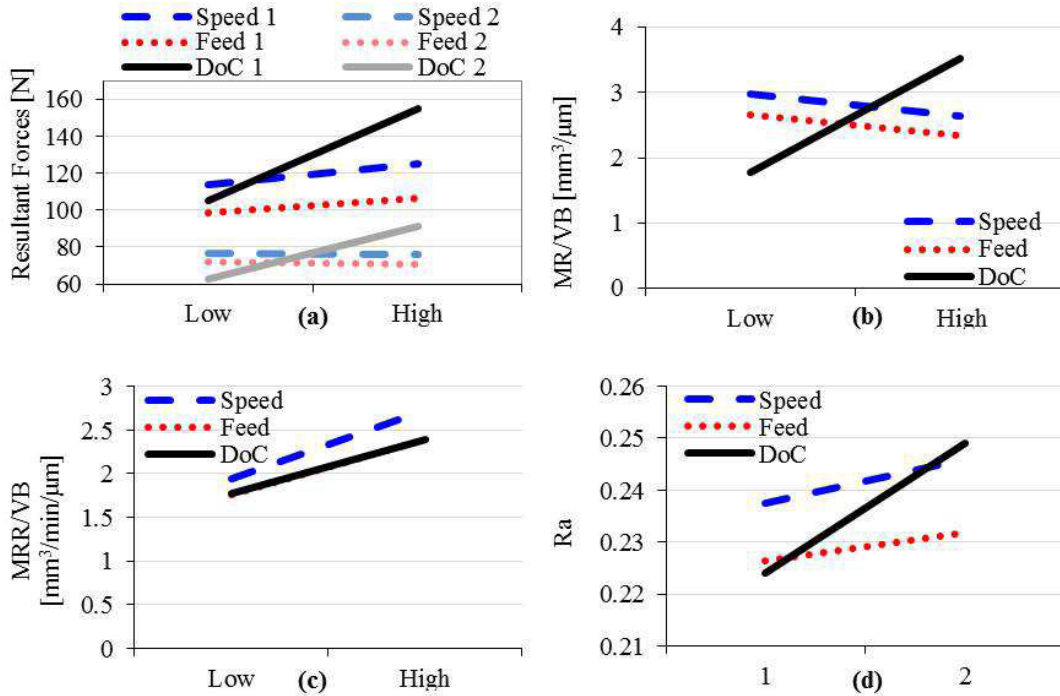 Speed 1 Speed 2
Feed 1 Feed 2
DoC 1 DoC 2
Resultant Forces [N]
160
140
120
100
80
60
Low (a) High
MR/VB [mm³/μm]
4
3
2
1
0
Speed
Feed
DoC
Low (b) High
MRR/VB
[mm³/min/μm]
3
2.5
2
1.5
1
0.5
0
Speed
Feed
DoC
Low (c) High
Ra
0.26
0.25
0.24
0.23
0.22
0.21
Speed
Feed
DoC
1 (d) 2